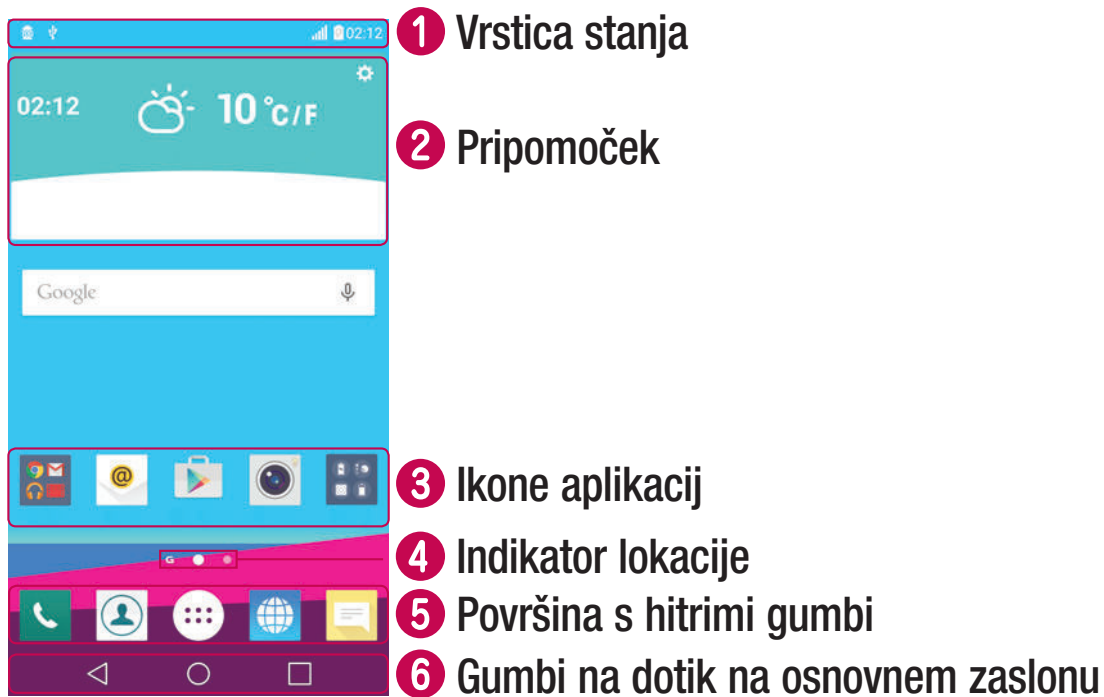 02:12
1 Vrstica stanja
02:12 10 °C/F
2 Pripomoček
Google
@
3 Ikone aplikacij
G
4 Indikator lokacije
5 Površina s hitrimi gumbi
6 Gumbi na dotik na osnovnem zaslonu